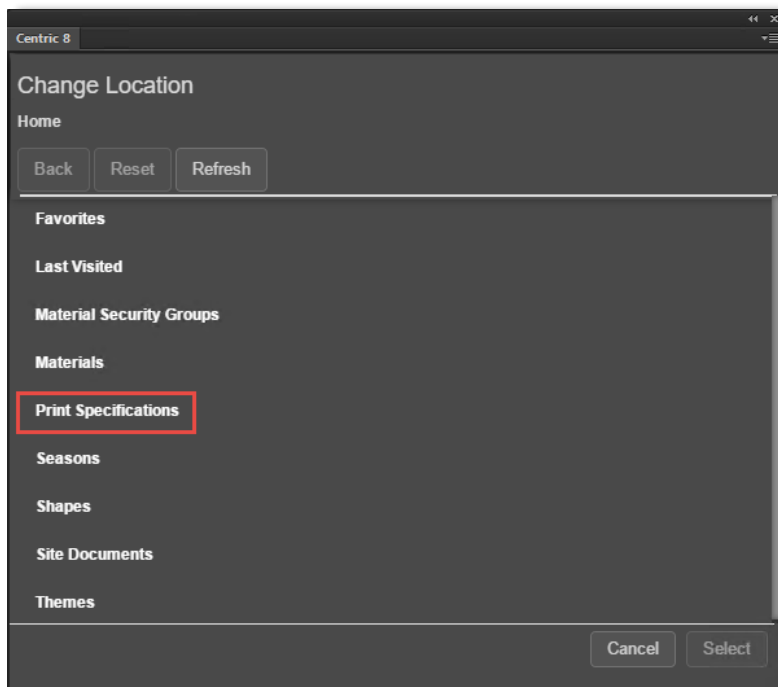 Centric 8
Change Location
Home
Back Reset Refresh
Favorites
Last Visited
Material Security Groups
Materials
Print Specifications
Seasons
Shapes
Site Documents
Themes
Cancel Select